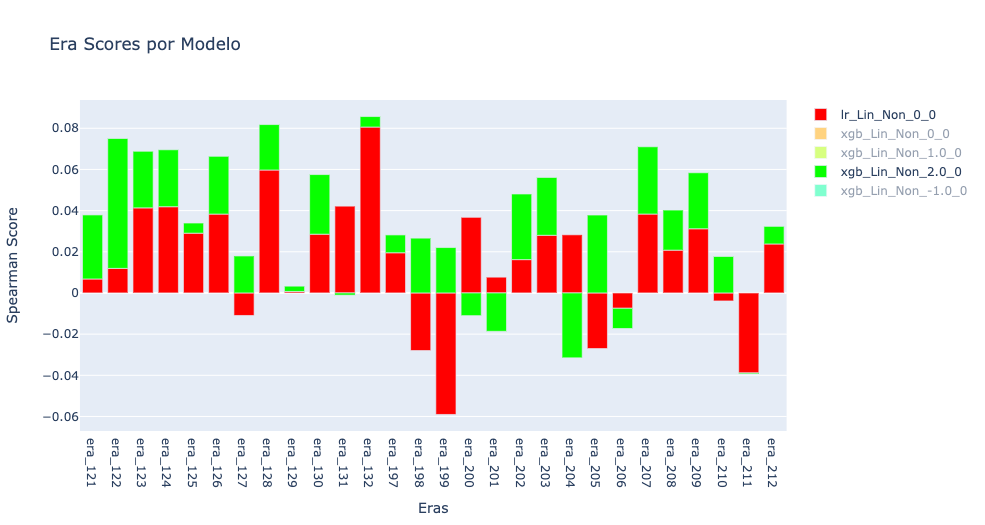 Era Scores por Modelo
lr_Lin_Non_0_0
xgb_Lin_Non_0_0
xgb_Lin_Non_1.0_0
xgb_Lin_Non_2.0_0
xgb_Lin_Non_-1.0_0
Spearman Score
0.08
0.06
0.04
0.02
0
−0.02
−0.04
−0.06
era_121
era_122
era_123
era_124
era_125
era_126
era_127
era_128
era_129
era_130
era_131
era_132
era_197
era_198
era_199
era_200
era_201
era_202
era_203
era_204
era_205
era_206
era_207
era_208
era_209
era_210
era_211
era_212
Eras